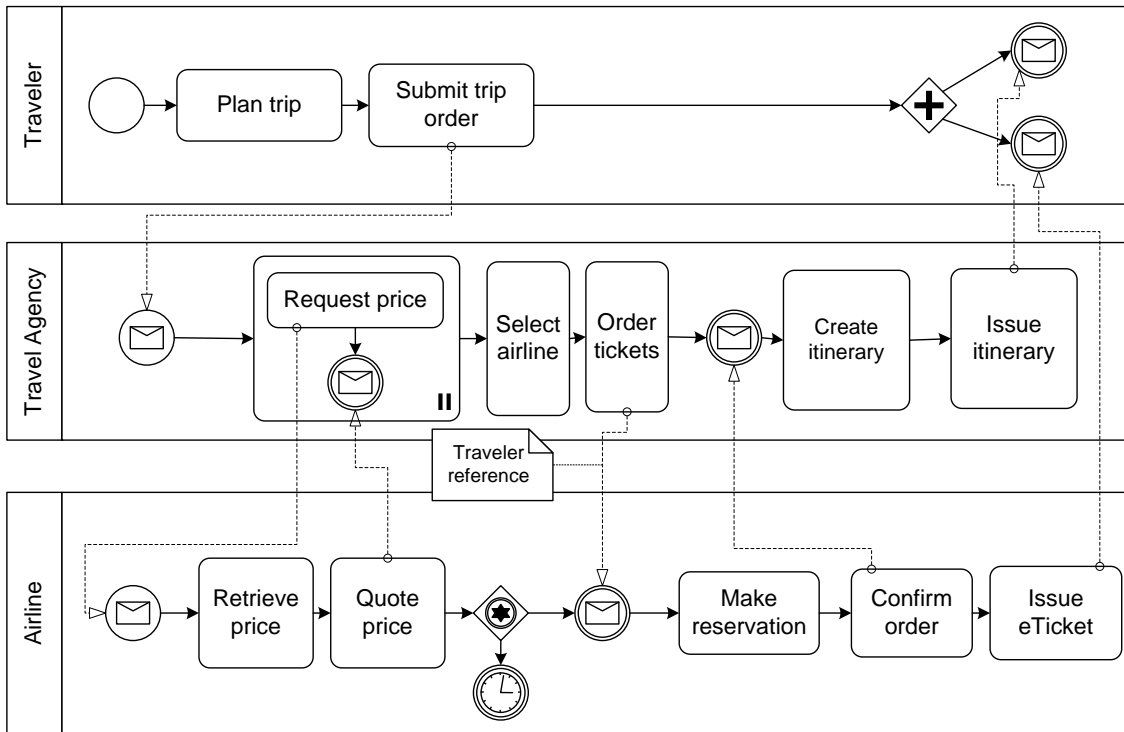 Traveler
Plan trip
Submit trip
order
Travel Agency
Request price
Select
airline
Order
tickets
Create
itinerary
Issue
itinerary
Traveler
reference
Airline
Retrieve
price
Quote
price
Make
reservation
Confirm
order
Issue
eTicket